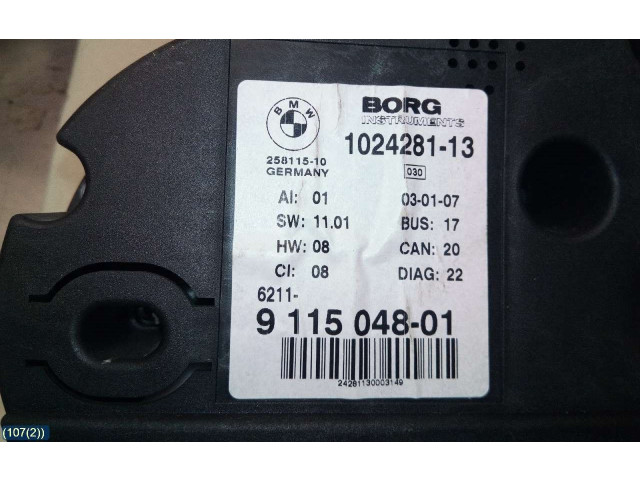 BMW
BORG
INSTRUMENTS
1024281-13
258115-10
GERMANY
030
AI: 01 03-01-07
SW: 11.01 BUS: 17
HW: 08 CAN: 20
CI: 08 DIAG: 22
6211-
9 115 048-01
24281130003149
(107(2))